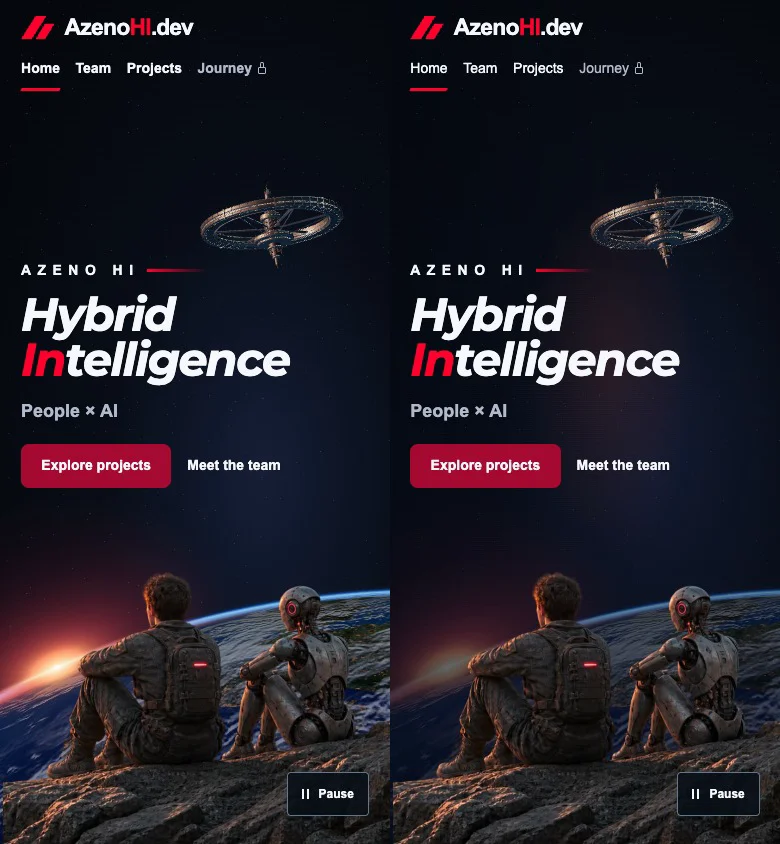 AzenoHI.dev
Home Team Projects Journey
AZENO HI
Hybrid
Intelligence
People × AI
Explore projects Meet the team
Pause
AzenoHI.dev
Home Team Projects Journey
AZENO HI
Hybrid
Intelligence
People × AI
Explore projects Meet the team
Pause